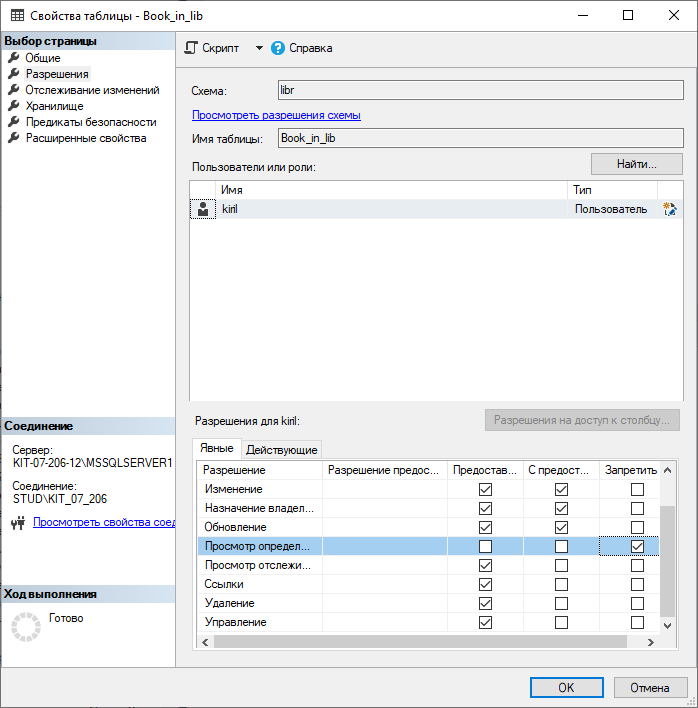 Свойства таблицы - Book_in_lib
Выбор страницы
Общие
Разрешения
Отслеживание изменений
Хранилище
Предикаты безопасности
Расширенные свойства
Соединение
Сервер:
KIT-07-206-12\MSSQLSERVER1
Соединение:
STUD\KIT_07_206
Просмотреть свойства соед
Ход выполнения
Готово
Скрипт Справка
Схема: libr
Просмотреть разрешения схемы
Имя таблицы: Book_in_lib
Пользователи или роли: Найти...
Имя Тип
kiril Пользователь
Разрешения для kiril: Разрешения на доступ к столбцу...
Явные Действующие
Разрешение Разрешение предос... Предостав... С предост... Запретить
Изменение
Назначение владел...
Обновление
Просмотр определ...
Просмотр отслежи...
Ссылки
Удаление
Управление
OK Отмена